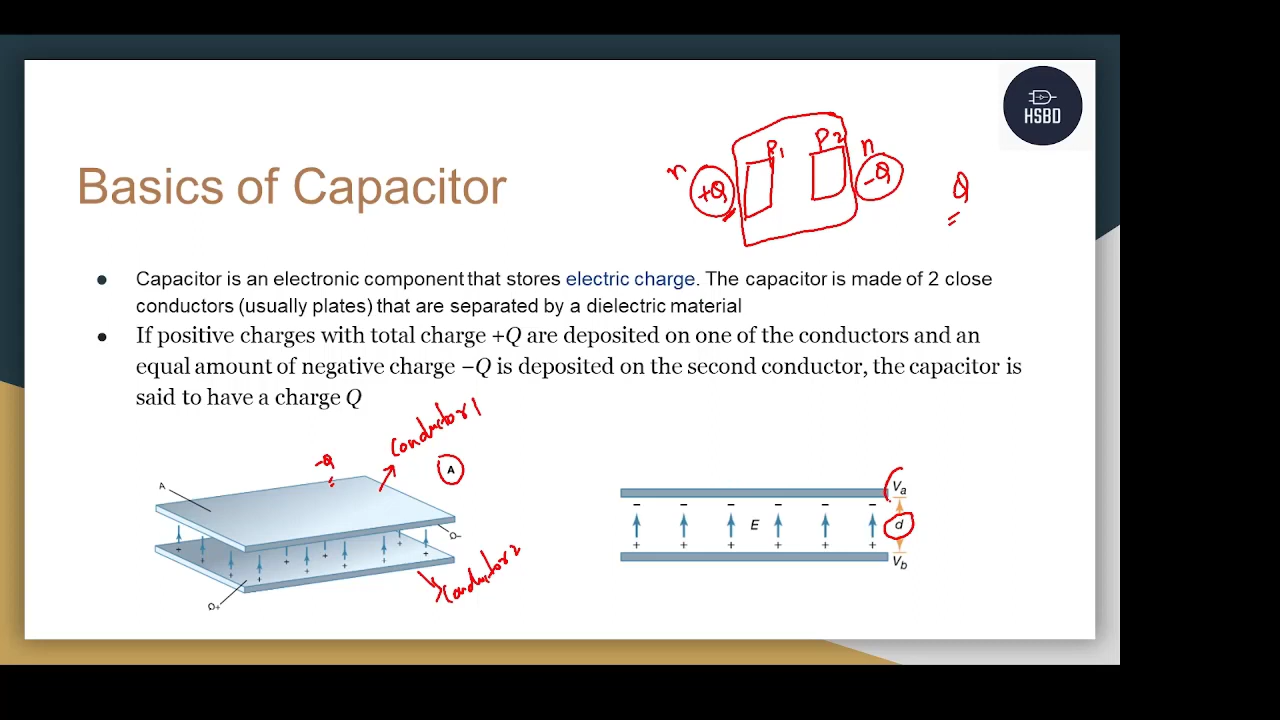 HSBD
P1 P2
n n
+Q -Q Q
Basics of Capacitor
Capacitor is an electronic component that stores electric charge. The capacitor is made of 2 close
conductors (usually plates) that are separated by a dielectric material
If positive charges with total charge +Q are deposited on one of the conductors and an
equal amount of negative charge −Q is deposited on the second conductor, the capacitor is
said to have a charge Q
Conductor 1
-Q
A
A
Q−
Q+
Conductor 2
Va
− − − − − −
E
d
+ + + + + +
Vb